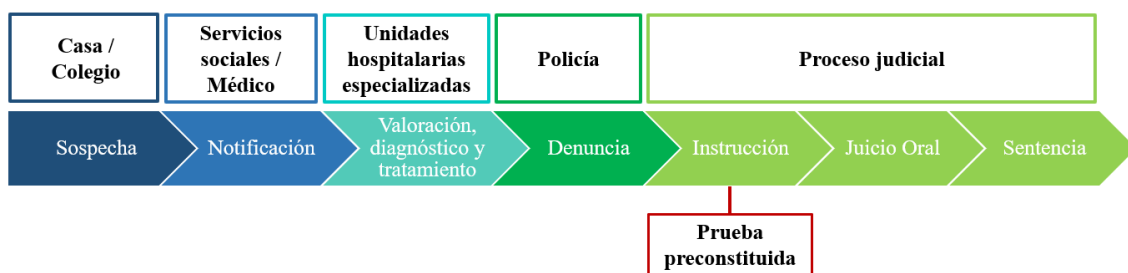 Casa /
Colegio
Servicios
sociales /
Médico
Unidades
hospitalarias
especializadas
Policía
Proceso judicial
Sospecha
Notificación
Valoración,
diagnóstico y
tratamiento
Denuncia
Instrucción
Juicio Oral
Sentencia
Prueba
preconstituida